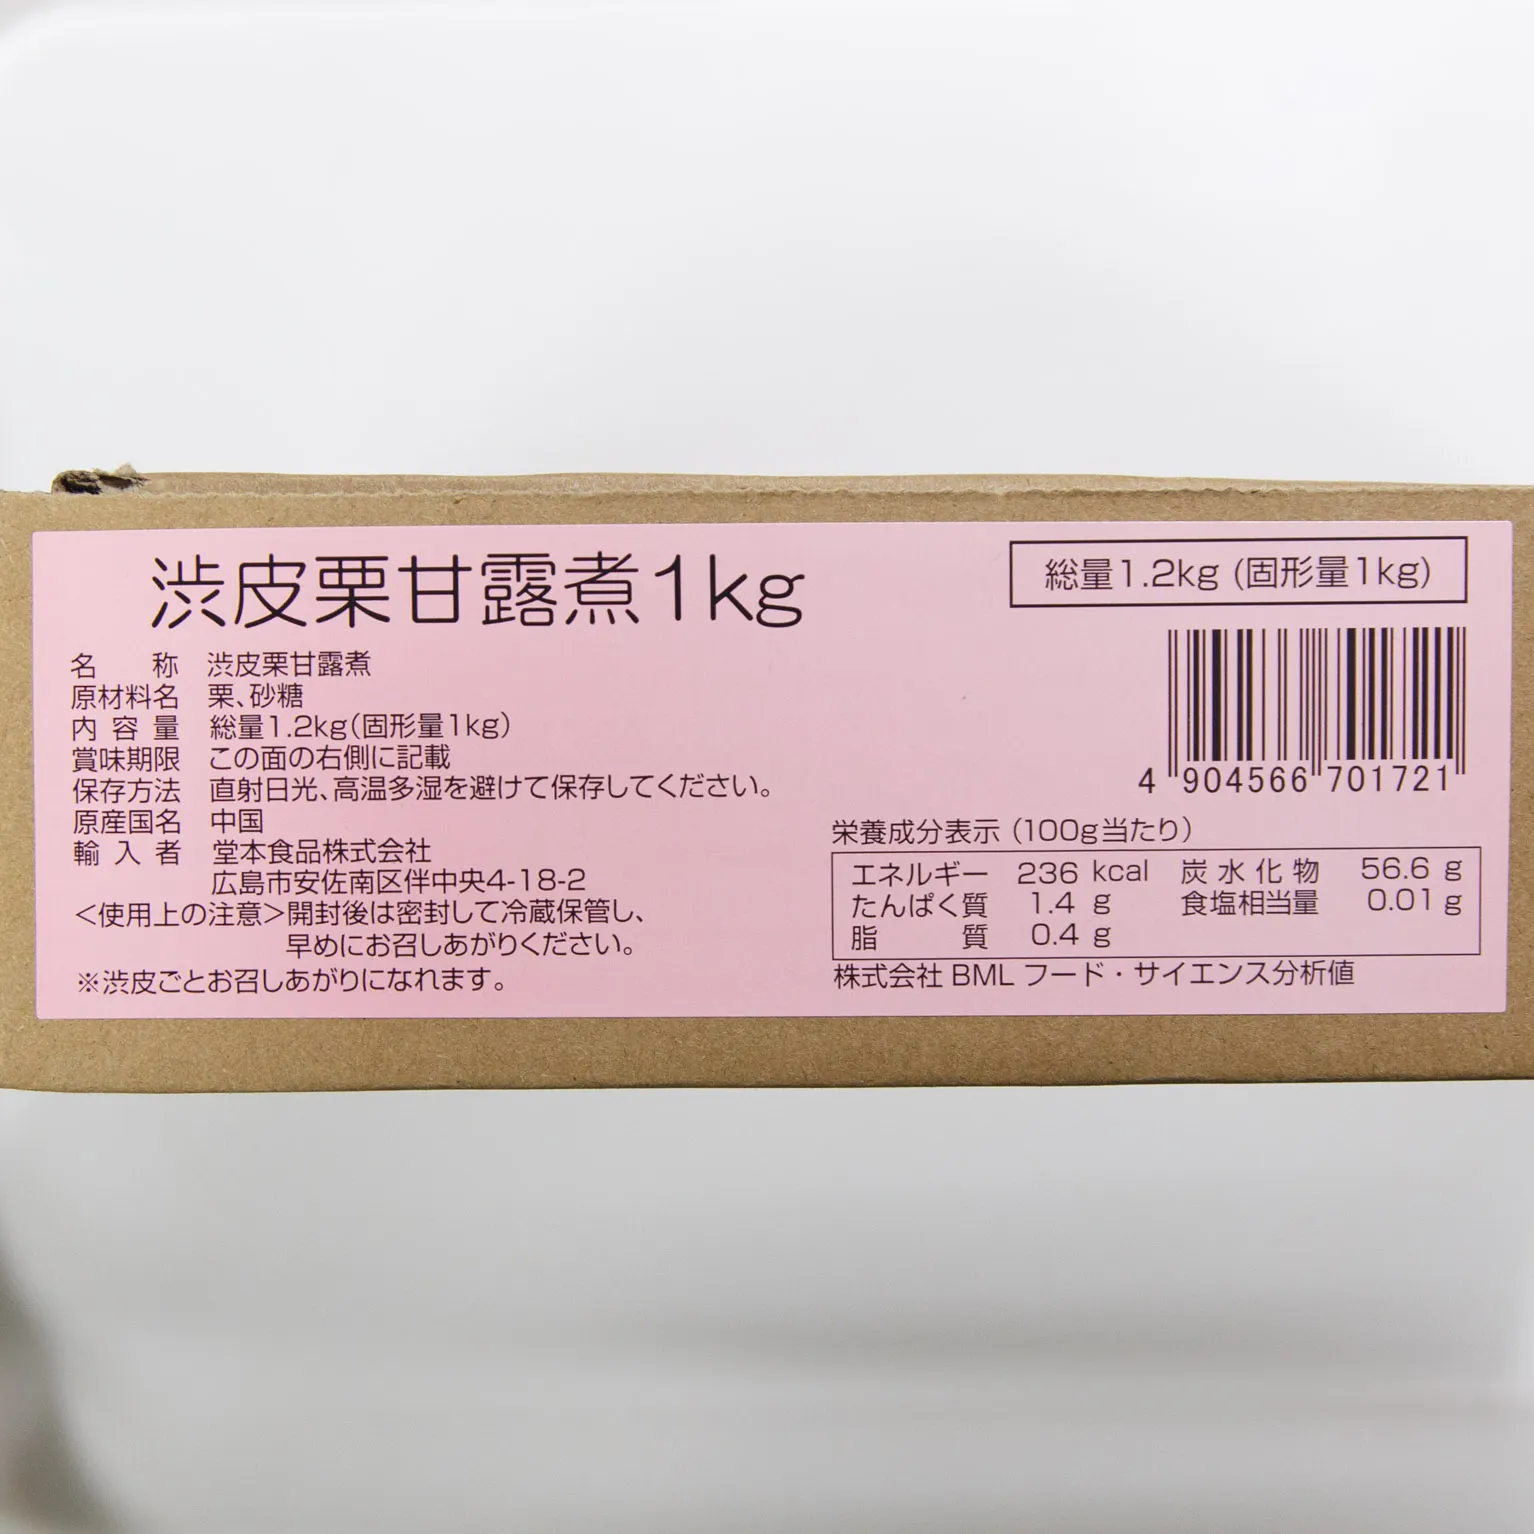 渋皮栗甘露煮1kg
総量1.2kg (固形量1kg)
名称 渋皮栗甘露煮
原材料名 栗、砂糖
内容量 総量1.2kg(固形量1kg)
賞味期限 この面の右側に記載
保存方法 直射日光、高温多湿を避けて保存してください。
原産国名 中国
輸入者 堂本食品株式会社
広島市安佐南区伴中央4-18-2
<使用上の注意>開封後は密封して冷蔵保管し、
早めにお召しあがりください。
※渋皮ごとお召しあがりになれます。
4 904566 701721
栄養成分表示 (100g当たり)
エネルギー 236 kcal 炭水化物 56.6 g
たんぱく質 1.4 g 食塩相当量 0.01 g
脂質 0.4 g
株式会社 BML フード・サイエンス分析値